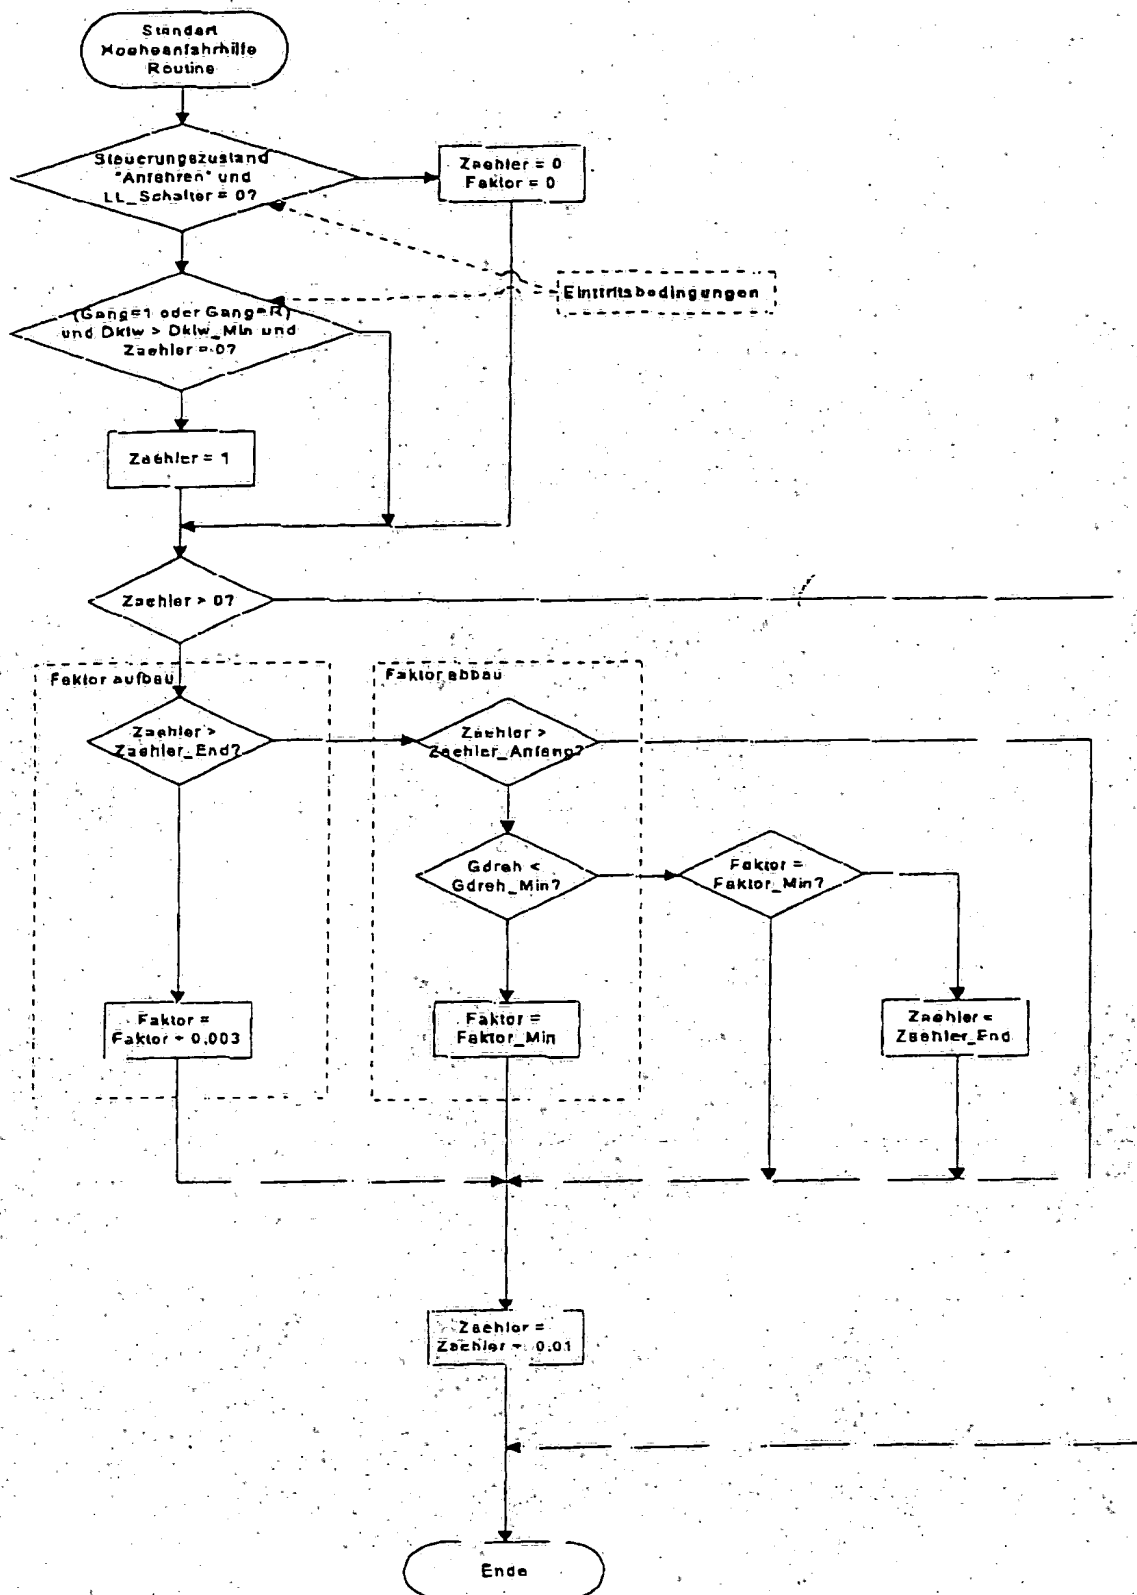 Standart
Hoeheanfahrhilfe
Routine
Steuerungszustand
"Anfahren" und
LL_Schalter = 0?
Zaehler = 0
Faktor = 0
Eintrittsbedingungen
(Gang=1 oder Gang=R)
und Dklw > Dklw_Min und
Zaehler = 0?
Zaehler = 1
Zaehler > 0?
Faktor aufbau
Faktor abbau
Zaehler >
Zaehler_End?
Zaehler >
Zaehler_Anfang?
Gdreh <
Gdreh_Min?
Faktor =
Faktor_Min?
Faktor =
Faktor + 0.003
Faktor =
Faktor_Min
Zaehler =
Zaehler_End
Zaehler =
Zaehler + 0.01
Ende